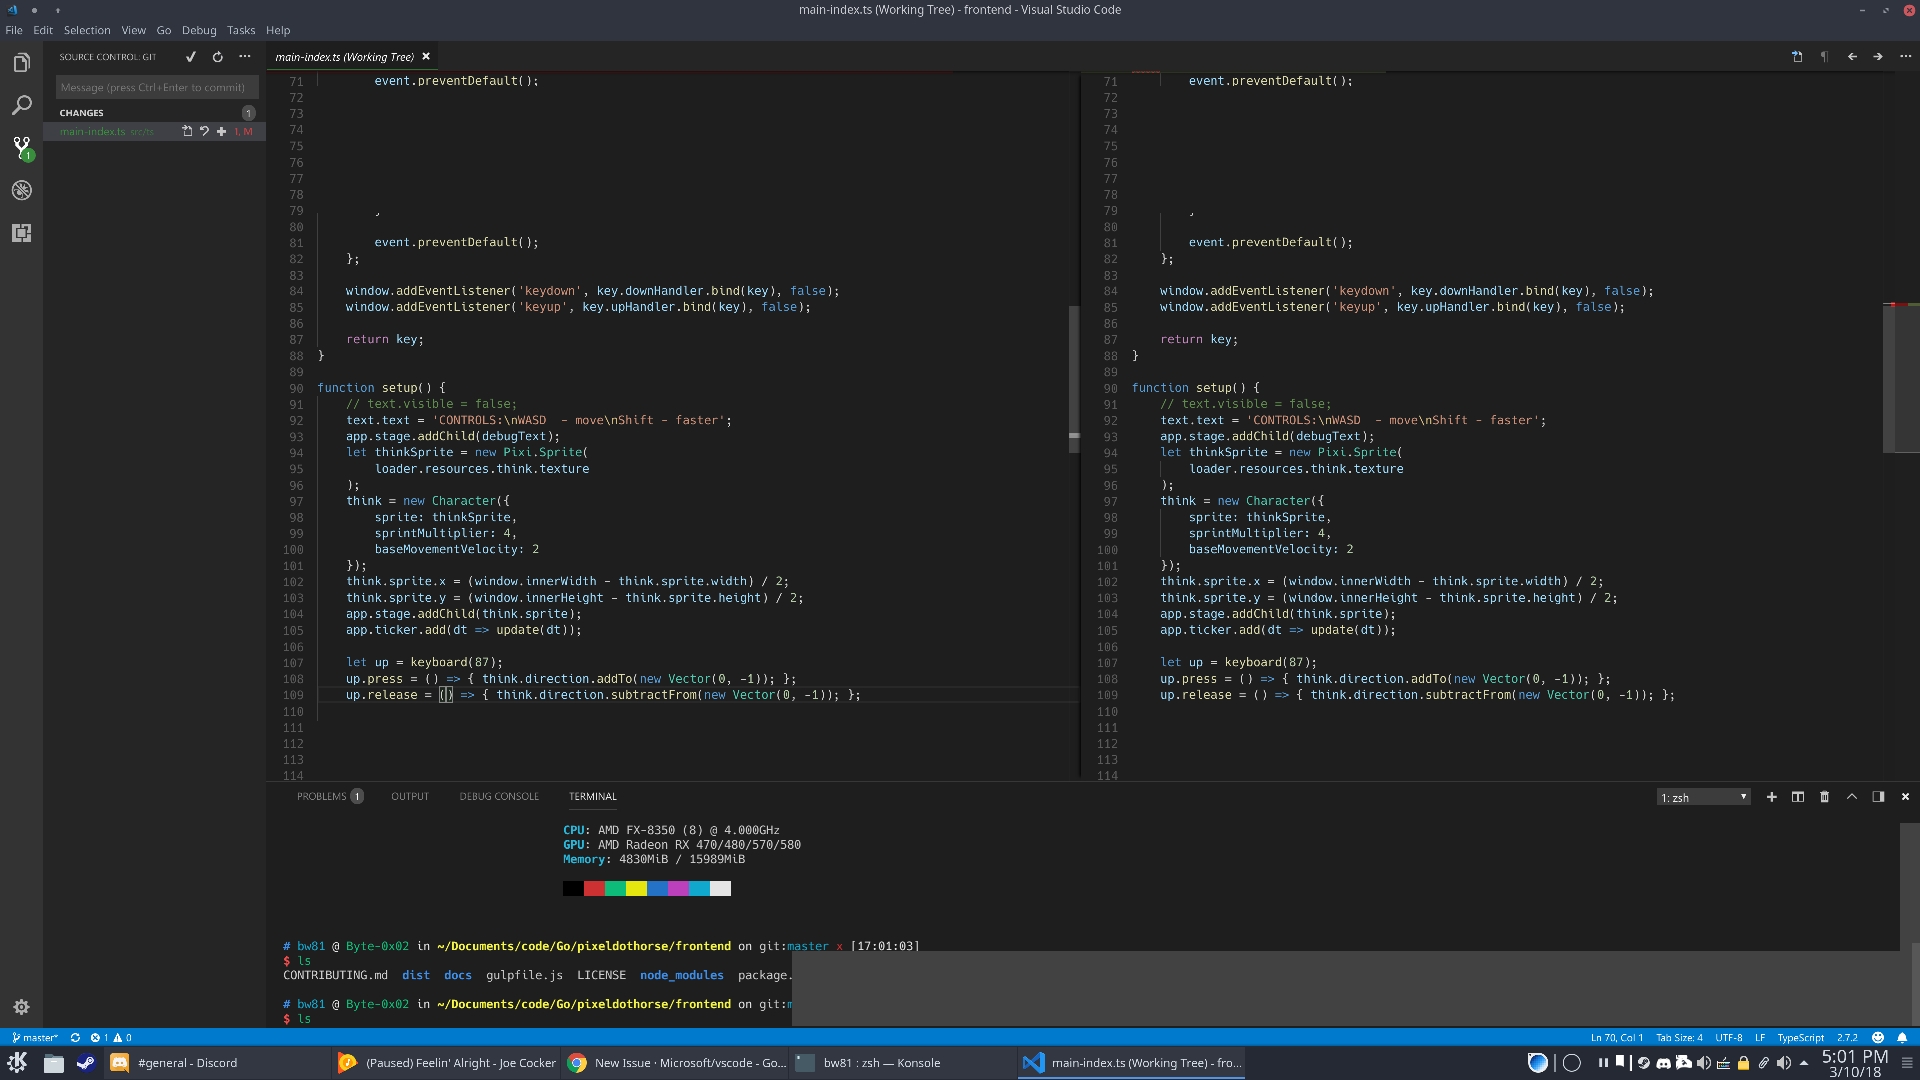 main-index.ts (Working Tree) - frontend - Visual Studio Code
File Edit Selection View Go Debug Tasks Help
SOURCE CONTROL: GIT
Message (press Ctrl+Enter to commit)
CHANGES 1
main-index.ts src/ts 1, M
1
main-index.ts (Working Tree)
71 event.preventDefault();
72
73
74
75
76
77
78
79
80
81 event.preventDefault();
82 };
83
84 window.addEventListener('keydown', key.downHandler.bind(key), false);
85 window.addEventListener('keyup', key.upHandler.bind(key), false);
86
87 return key;
88 }
89
90 function setup() {
91 // text.visible = false;
92 text.text = 'CONTROLS:\nWASD  - move\nShift - faster';
93 app.stage.addChild(debugText);
94 let thinkSprite = new Pixi.Sprite(
95 loader.resources.think.texture
96 );
97 think = new Character({
98 sprite: thinkSprite,
99 sprintMultiplier: 4,
100 baseMovementVelocity: 2
101 });
102 think.sprite.x = (window.innerWidth - think.sprite.width) / 2;
103 think.sprite.y = (window.innerHeight - think.sprite.height) / 2;
104 app.stage.addChild(think.sprite);
105 app.ticker.add(dt => update(dt));
106
107 let up = keyboard(87);
108 up.press = () => { think.direction.addTo(new Vector(0, -1)); };
109 up.release = () => { think.direction.subtractFrom(new Vector(0, -1)); };
110
111
112
113
114
71 event.preventDefault();
72
73
74
75
76
77
78
79
80
81 event.preventDefault();
82 };
83
84 window.addEventListener('keydown', key.downHandler.bind(key), false);
85 window.addEventListener('keyup', key.upHandler.bind(key), false);
86
87 return key;
88 }
89
90 function setup() {
91 // text.visible = false;
92 text.text = 'CONTROLS:\nWASD  - move\nShift - faster';
93 app.stage.addChild(debugText);
94 let thinkSprite = new Pixi.Sprite(
95 loader.resources.think.texture
96 );
97 think = new Character({
98 sprite: thinkSprite,
99 sprintMultiplier: 4,
100 baseMovementVelocity: 2
101 });
102 think.sprite.x = (window.innerWidth - think.sprite.width) / 2;
103 think.sprite.y = (window.innerHeight - think.sprite.height) / 2;
104 app.stage.addChild(think.sprite);
105 app.ticker.add(dt => update(dt));
106
107 let up = keyboard(87);
108 up.press = () => { think.direction.addTo(new Vector(0, -1)); };
109 up.release = () => { think.direction.subtractFrom(new Vector(0, -1)); };
110
111
112
113
114
PROBLEMS 1 OUTPUT DEBUG CONSOLE TERMINAL 1: zsh
CPU: AMD FX-8350 (8) @ 4.000GHz
GPU: AMD Radeon RX 470/480/570/580
Memory: 4830MiB / 15989MiB
# bw81 @ Byte-0x02 in ~/Documents/code/Go/pixeldothorse/frontend on git:master x [17:01:03]
$ ls
CONTRIBUTING.md dist docs gulpfile.js LICENSE node_modules package.
# bw81 @ Byte-0x02 in ~/Documents/code/Go/pixeldothorse/frontend on git:m
$ ls
master* 1 0 Ln 70, Col 1 Tab Size: 4 UTF-8 LF TypeScript 2.7.2
#general - Discord (Paused) Feelin' Alright - Joe Cocker New Issue · Microsoft/vscode - Go... bw81 : zsh — Konsole main-index.ts (Working Tree) - fro... 5:01 PM
3/10/18